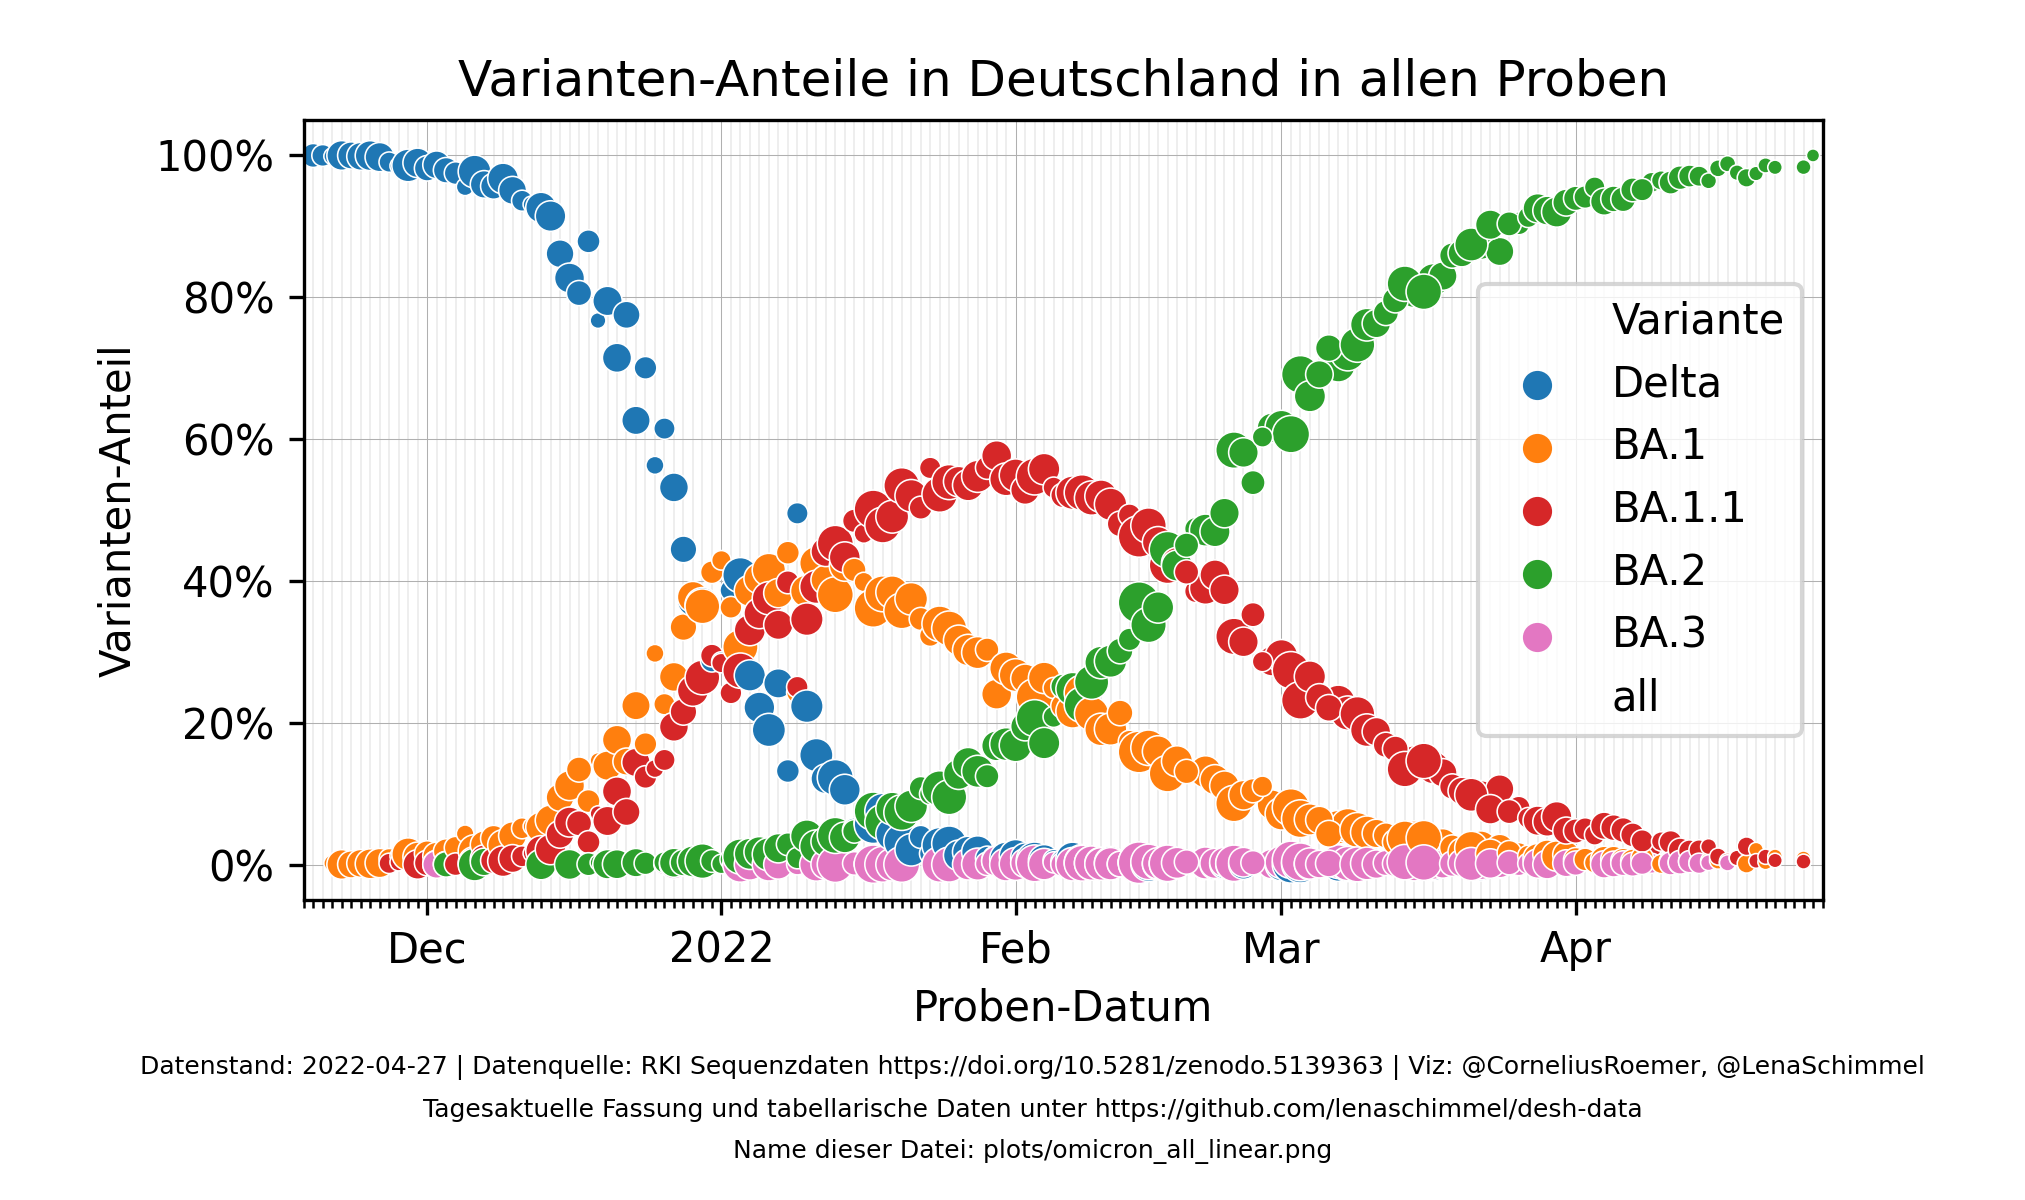 Varianten-Anteile in Deutschland in allen Proben
Varianten-Anteil
100%
80%
60%
40%
20%
0%
Variante
Delta
BA.1
BA.1.1
BA.2
BA.3
all
Dec
2022
Feb
Mar
Apr
Proben-Datum
Datenstand: 2022-04-27 | Datenquelle: RKI Sequenzdaten https://doi.org/10.5281/zenodo.5139363 | Viz: @CorneliusRoemer, @LenaSchimmel
Tagesaktuelle Fassung und tabellarische Daten unter https://github.com/lenaschimmel/desh-data
Name dieser Datei: plots/omicron_all_linear.png